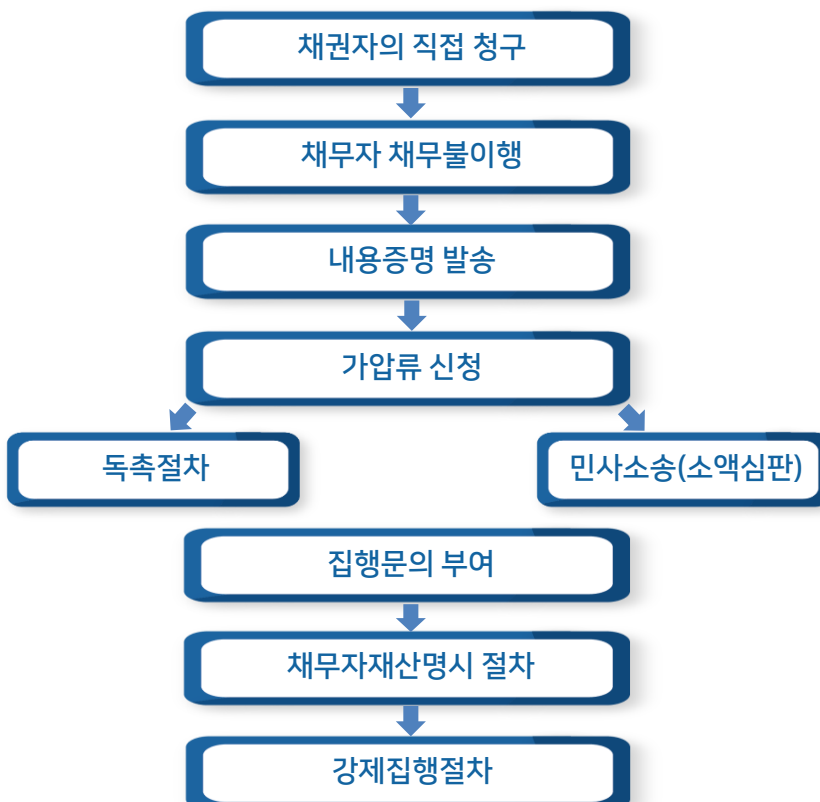 채권자의 직접 청구
채무자 채무불이행
내용증명 발송
가압류 신청
독촉절차
민사소송(소액심판)
집행문의 부여
채무자재산명시 절차
강제집행절차